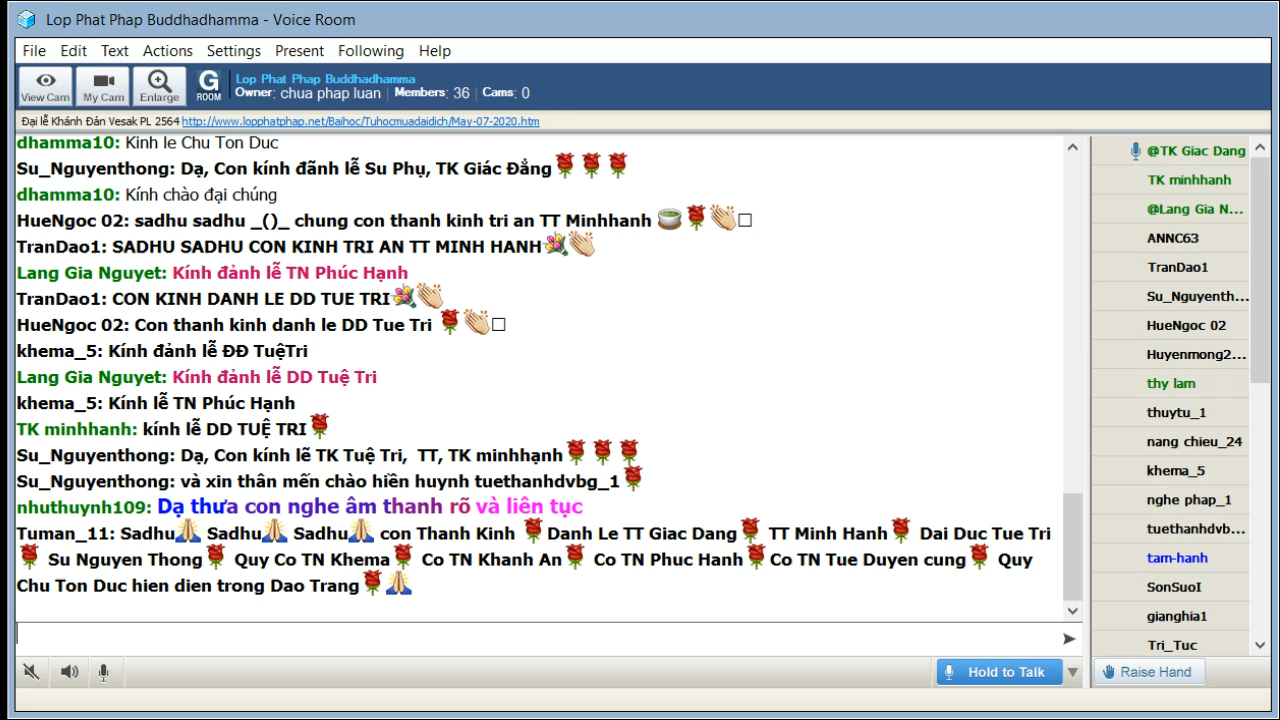 Lop Phat Phap Buddhadhamma - Voice Room
File Edit Text Actions Settings Present Following Help
View Cam My Cam Enlarge G ROOM
Lop Phat Phap Buddhadhamma
Owner: chua phap luan | Members: 36 | Cams: 0
Đại lễ Khánh Đản Vesak PL 2564 http://www.lopphatphap.net/Baihoc/Tuhocmuadaidich/May-07-2020.htm
dhamma10: Kinh le Chu Ton Duc
Su_Nguyenthong: Dạ, Con kính đãnh lễ Su Phụ, TK Giác Đẳng🌹🌹🌹
dhamma10: Kính chào đại chúng
HueNgoc 02: sadhu sadhu _()_ chung con thanh kinh tri an TT Minhhanh 🍵🌹👏□
TranDao1: SADHU SADHU CON KINH TRI AN TT MINH HANH💐👏
Lang Gia Nguyet: Kính đảnh lễ TN Phúc Hạnh
TranDao1: CON KINH DANH LE DD TUE TRI💐👏
HueNgoc 02: Con thanh kinh danh le DD Tue Tri 🌹👏□
khema_5: Kính đảnh lễ ĐĐ TuệTri
Lang Gia Nguyet: Kính đảnh lễ DD Tuệ Tri
khema_5: Kính lễ TN Phúc Hạnh
TK minhhanh: kính lễ DD TUỆ TRI🌹
Su_Nguyenthong: Dạ, Con kính lẽ TK Tuệ Tri, TT, TK minhhạnh🌹🌹🌹
Su_Nguyenthong: và xin thân mến chào hiền huynh tuethanhdvbg_1🌹
nhuthuynh109: Dạ thưa con nghe âm thanh rõ và liên tục
Tuman_11: Sadhu🙏 Sadhu🙏 Sadhu🙏 con Thanh Kinh 🌹Danh Le TT Giac Dang🌹 TT Minh Hanh🌹 Dai Duc Tue Tri
🌹 Su Nguyen Thong🌹 Quy Co TN Khema🌹 Co TN Khanh An🌹 Co TN Phuc Hanh🌹Co TN Tue Duyen cung🌹 Quy
Chu Ton Duc hien dien trong Dao Trang🌹🙏
Hold to Talk
@TK Giac Dang
TK minhhanh
@Lang Gia N...
ANNC63
TranDao1
Su_Nguyenth...
HueNgoc 02
Huyenmong2...
thy lam
thuytu_1
nang chieu_24
khema_5
nghe phap_1
tuethanhdvb...
tam-hanh
SonSuoI
gianghia1
Tri_Tuc
Raise Hand